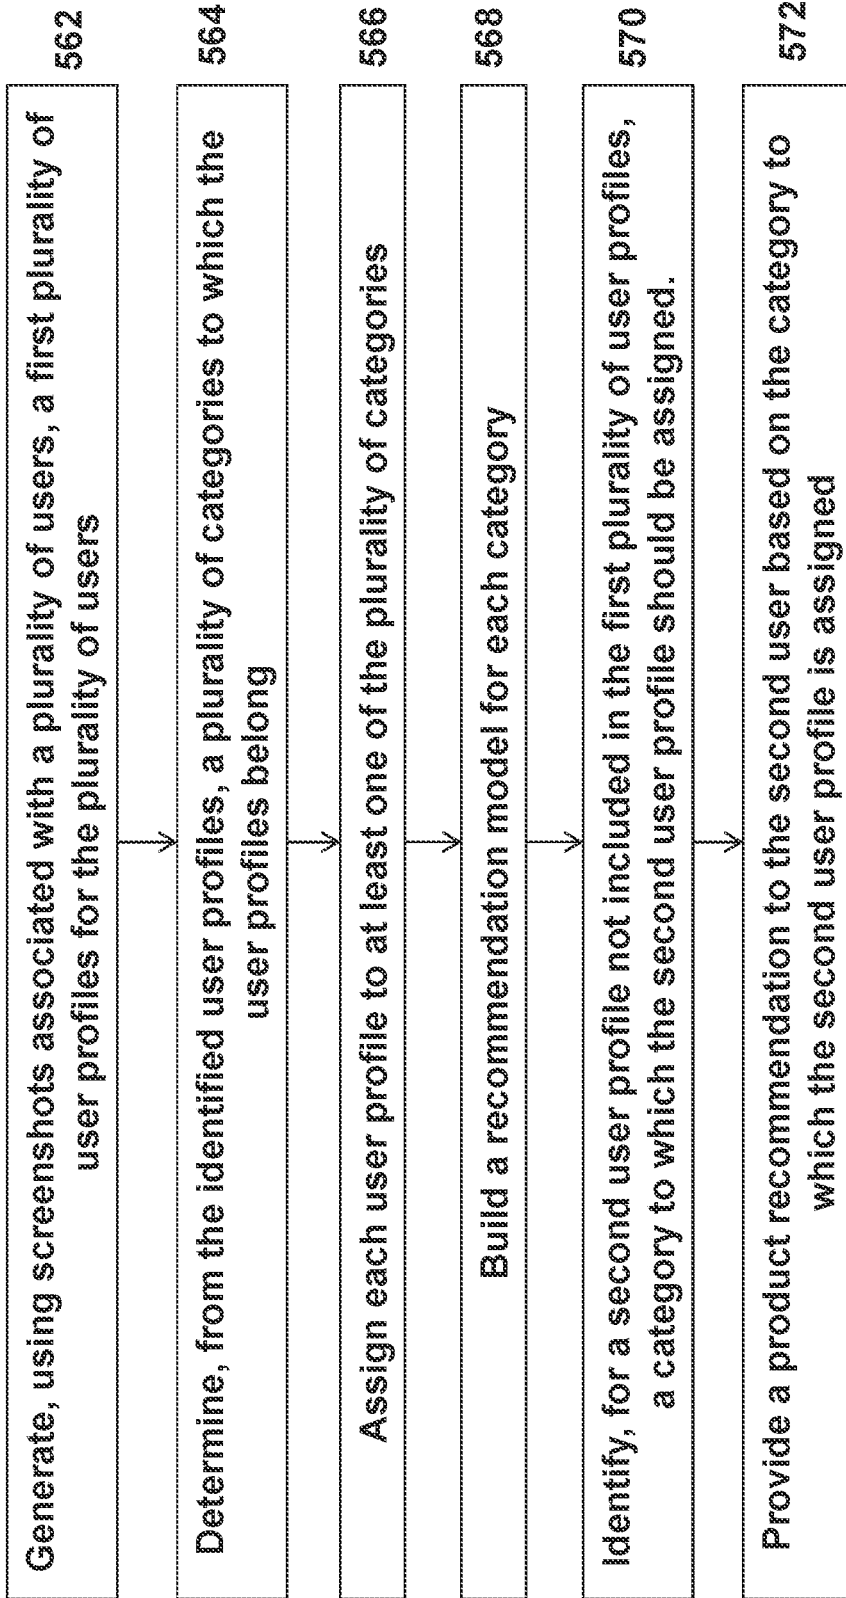 Generate, using screenshots associated with a plurality of users, a first plurality of
user profiles for the plurality of users
562
Determine, from the identified user profiles, a plurality of categories to which the
user profiles belong
564
Assign each user profile to at least one of the plurality of categories
566
Build a recommendation model for each category
568
Identify, for a second user profile not included in the first plurality of user profiles,
a category to which the second user profile should be assigned.
570
Provide a product recommendation to the second user based on the category to
which the second user profile is assigned
572